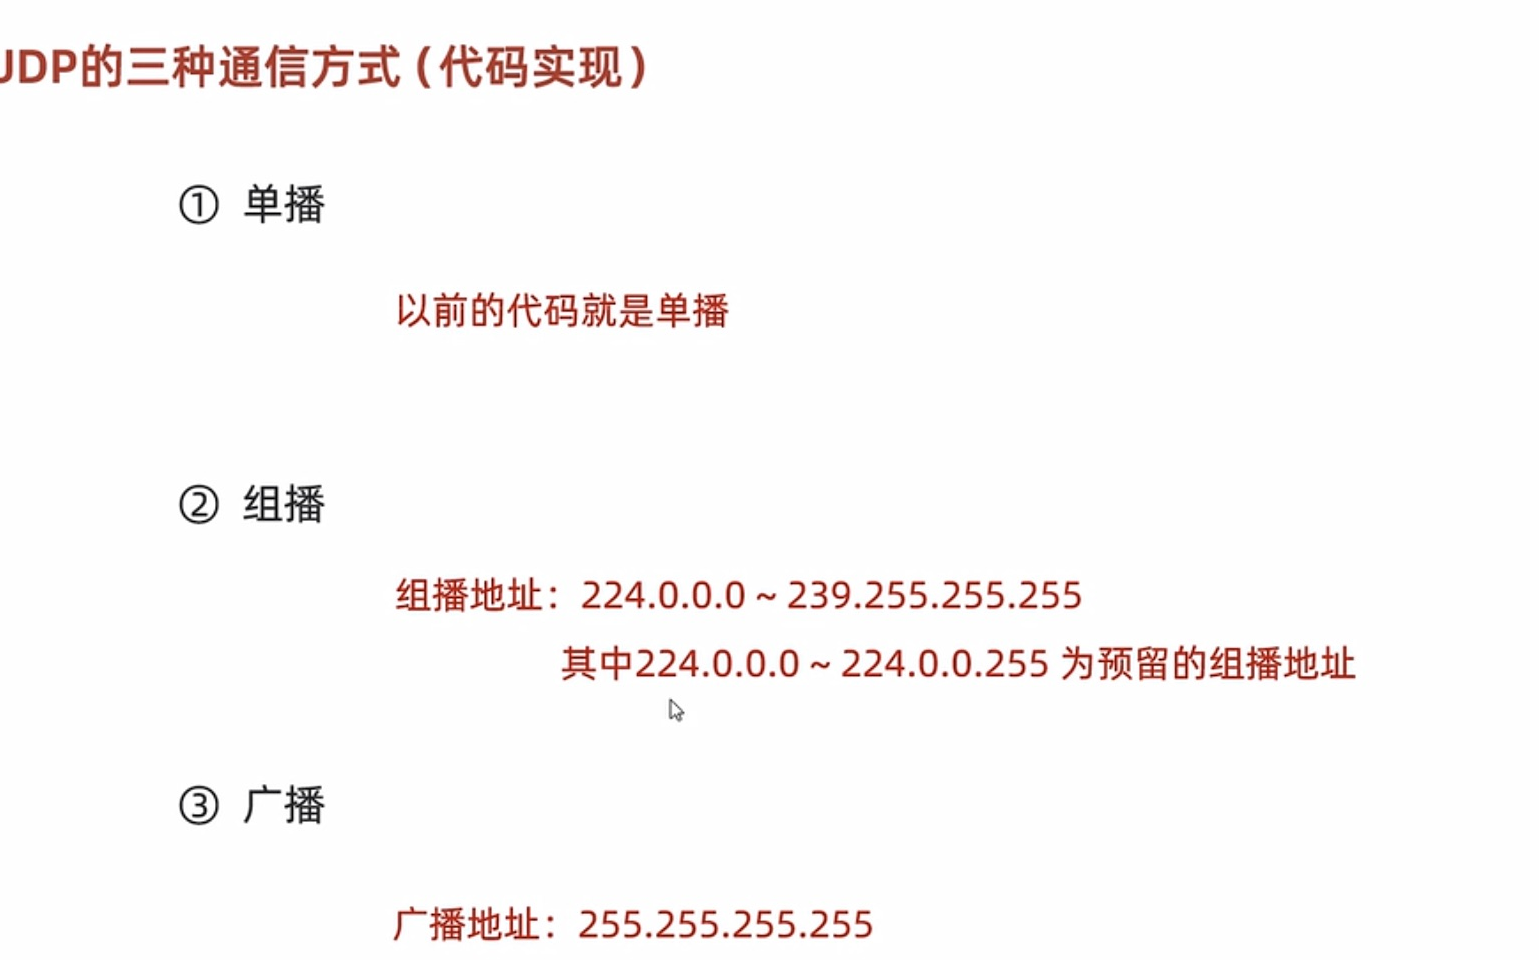 UDP的三种通信方式(代码实现)
① 单播
以前的代码就是单播
② 组播
组播地址：224.0.0.0 ~ 239.255.255.255
其中224.0.0.0 ~ 224.0.0.255 为预留的组播地址
③ 广播
广播地址：255.255.255.255